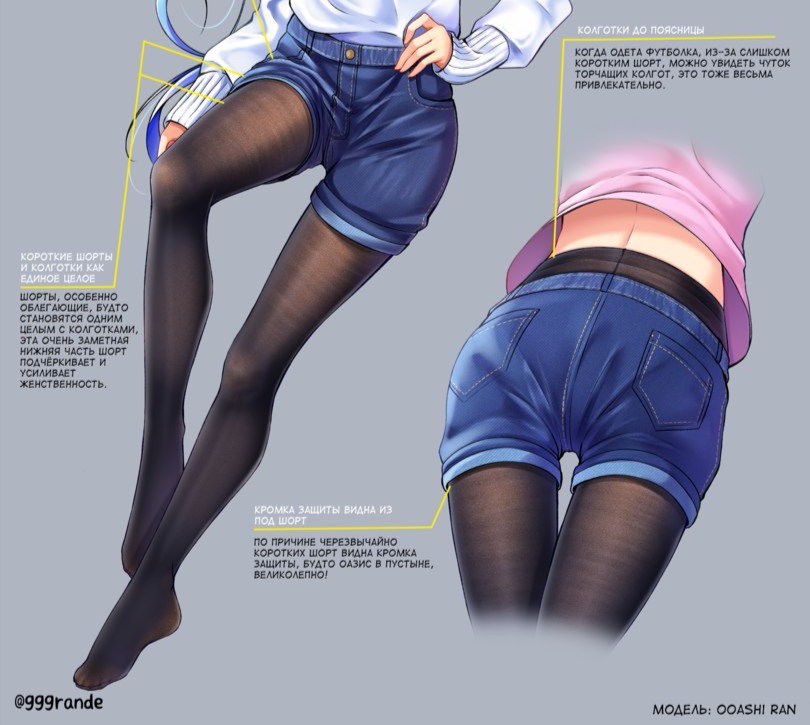 КОЛГОТКИ ДО ПОЯСНИЦЫ
КОГДА ОДЕТА ФУТБОЛКА, ИЗ-ЗА СЛИШКОМ
КОРОТКИМ ШОРТ, МОЖНО УВИДЕТЬ ЧУТОК
ТОРЧАЩИХ КОЛГОТ, ЭТО ТОЖЕ ВЕСЬМА
ПРИВЛЕКАТЕЛЬНО.
КОРОТКИЕ ШОРТЫ
И КОЛГОТКИ КАК
ЕДИНОЕ ЦЕЛОЕ
ШОРТЫ, ОСОБЕННО
ОБЛЕГАЮЩИЕ, БУДТО
СТАНОВЯТСЯ ОДНИМ
ЦЕЛЫМ С КОЛГОТКАМИ,
ЭТА ОЧЕНЬ ЗАМЕТНАЯ
НИЖНЯЯ ЧАСТЬ ШОРТ
ПОДЧЁРКИВАЕТ И
УСИЛИВАЕТ
ЖЕНСТВЕННОСТЬ.
КРОМКА ЗАЩИТЫ ВИДНА ИЗ
ПОД ШОРТ
ПО ПРИЧИНЕ ЧЕРЕЗВЫЧАЙНО
КОРОТКИХ ШОРТ ВИДНА КРОМКА
ЗАЩИТЫ, БУДТО ОАЗИС В ПУСТЫНЕ,
ВЕЛИКОЛЕПНО!
@999rande
МОДЕЛЬ: OOASHI RAN